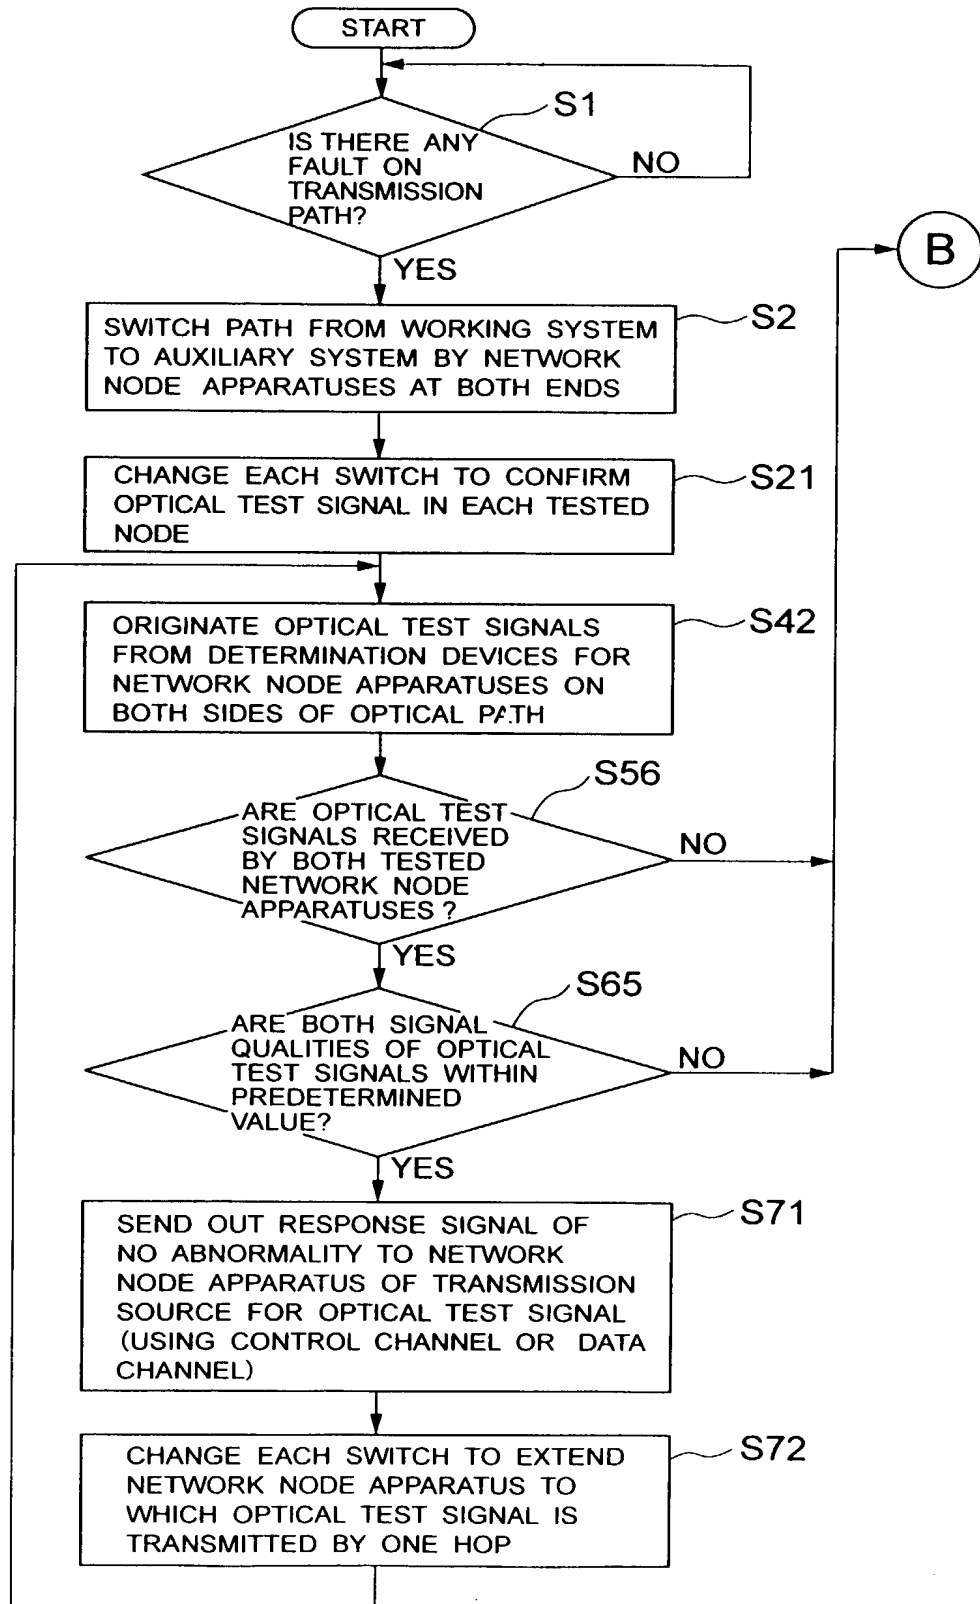 START
S1
IS THERE ANY
FAULT ON
TRANSMISSION
PATH?
NO
YES
B
S2
SWITCH PATH FROM WORKING SYSTEM
TO AUXILIARY SYSTEM BY NETWORK
NODE APPARATUSES AT BOTH ENDS
S21
CHANGE EACH SWITCH TO CONFIRM
OPTICAL TEST SIGNAL IN EACH TESTED
NODE
S42
ORIGINATE OPTICAL TEST SIGNALS
FROM DETERMINATION DEVICES FOR
NETWORK NODE APPARATUSES ON
BOTH SIDES OF OPTICAL PATH
S56
ARE OPTICAL TEST
SIGNALS RECEIVED
BY BOTH TESTED
NETWORK NODE
APPARATUSES ?
NO
YES
S65
ARE BOTH SIGNAL
QUALITIES OF OPTICAL
TEST SIGNALS WITHIN
PREDETERMINED
VALUE?
NO
YES
S71
SEND OUT RESPONSE SIGNAL OF
NO ABNORMALITY TO NETWORK
NODE APPARATUS OF TRANSMISSION
SOURCE FOR OPTICAL TEST SIGNAL
(USING CONTROL CHANNEL OR DATA
CHANNEL)
S72
CHANGE EACH SWITCH TO EXTEND
NETWORK NODE APPARATUS TO
WHICH OPTICAL TEST SIGNAL IS
TRANSMITTED BY ONE HOP